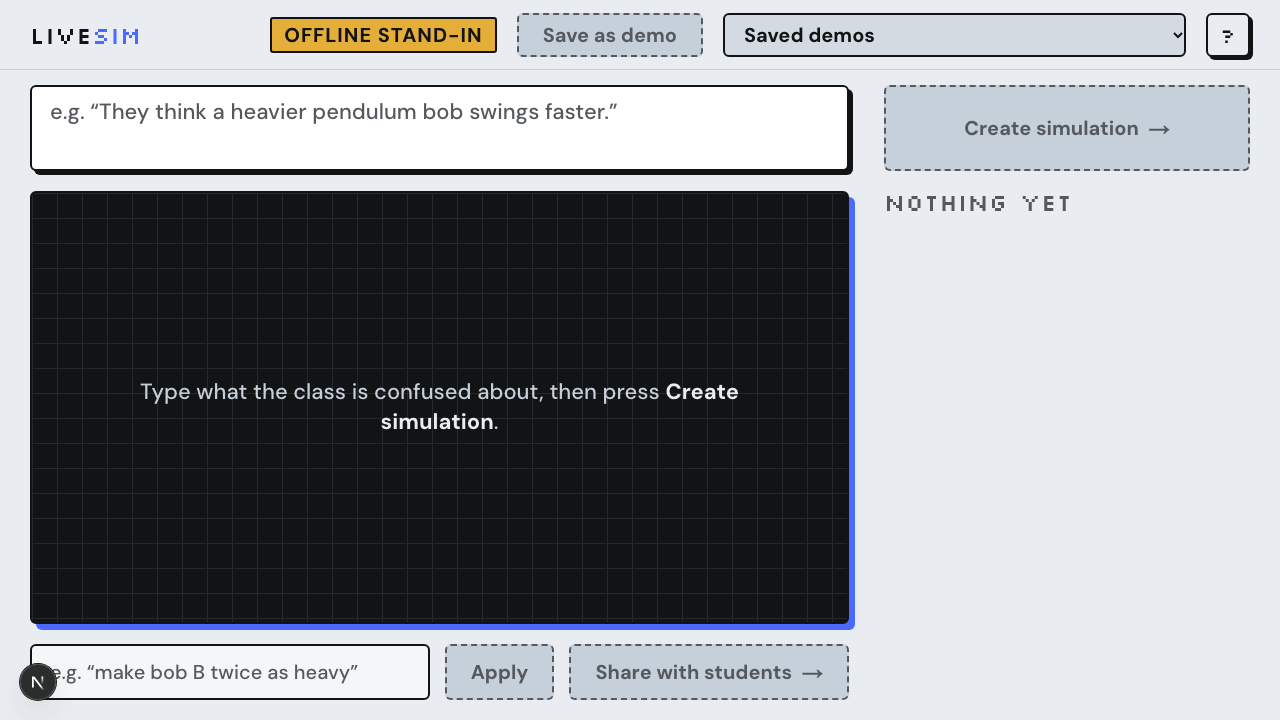 LIVESIM
OFFLINE STAND-IN
Save as demo
Saved demos
?
e.g. “They think a heavier pendulum bob swings faster.”
Create simulation →
NOTHING YET
Type what the class is confused about, then press Create
simulation.
e.g. “make bob B twice as heavy”
Apply
Share with students →
N